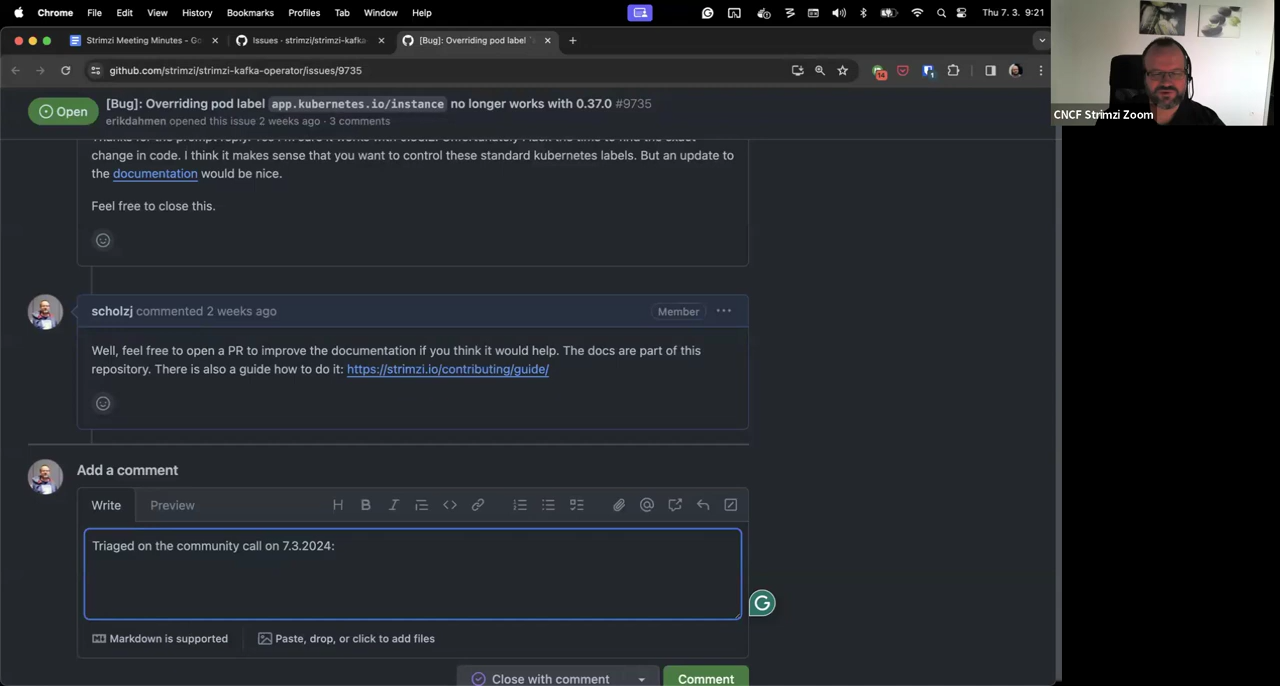 Chrome File Edit View History Bookmarks Profiles Tab Window Help Thu 7. 3. 9:21
Strimzi Meeting Minutes - Go Issues · strimzi/strimzi-kafka- [Bug]: Overriding pod label
github.com/strimzi/strimzi-kafka-operator/issues/9735
14
CNCF Strimzi Zoom
Open
[Bug]: Overriding pod label app.kubernetes.io/instance no longer works with 0.37.0 #9735
erikdahmen opened this issue 2 weeks ago · 3 comments
change in code. I think it makes sense that you want to control these standard kubernetes labels. But an update to
the documentation would be nice.
Feel free to close this.
scholzj commented 2 weeks ago Member
Well, feel free to open a PR to improve the documentation if you think it would help. The docs are part of this
repository. There is also a guide how to do it: https://strimzi.io/contributing/guide/
Add a comment
Write Preview
Triaged on the community call on 7.3.2024:
Markdown is supported Paste, drop, or click to add files
Close with comment Comment